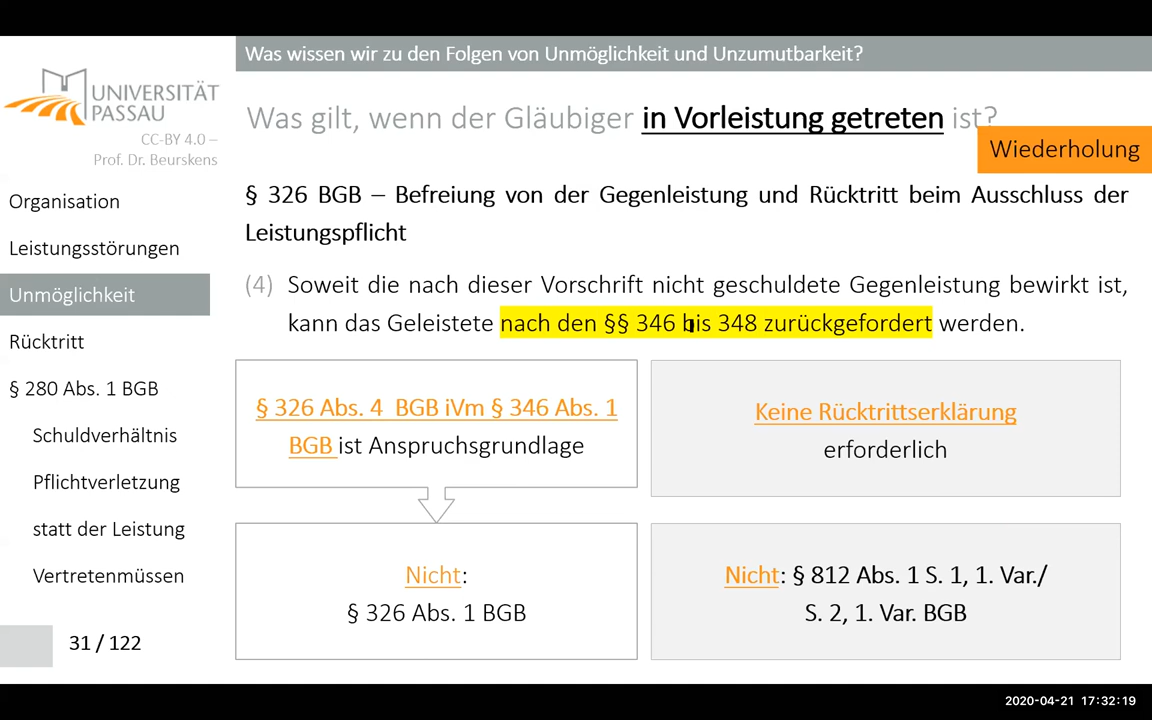 Was wissen wir zu den Folgen von Unmöglichkeit und Unzumutbarkeit?
UNIVERSITÄT
PASSAU
CC-BY 4.0 –
Prof. Dr. Beurskens
Was gilt, wenn der Gläubiger in Vorleistung getreten ist?
Wiederholung
Organisation
Leistungsstörungen
Unmöglichkeit
Rücktritt
§ 280 Abs. 1 BGB
Schuldverhältnis
Pflichtverletzung
statt der Leistung
Vertretenmüssen
31 / 122
§ 326 BGB – Befreiung von der Gegenleistung und Rücktritt beim Ausschluss der
Leistungspflicht
(4) Soweit die nach dieser Vorschrift nicht geschuldete Gegenleistung bewirkt ist,
kann das Geleistete nach den §§ 346 bis 348 zurückgefordert werden.
§ 326 Abs. 4 BGB iVm § 346 Abs. 1
BGB ist Anspruchsgrundlage
Keine Rücktrittserklärung
erforderlich
Nicht:
§ 326 Abs. 1 BGB
Nicht: § 812 Abs. 1 S. 1, 1. Var./
S. 2, 1. Var. BGB
2020-04-21 17:32:19